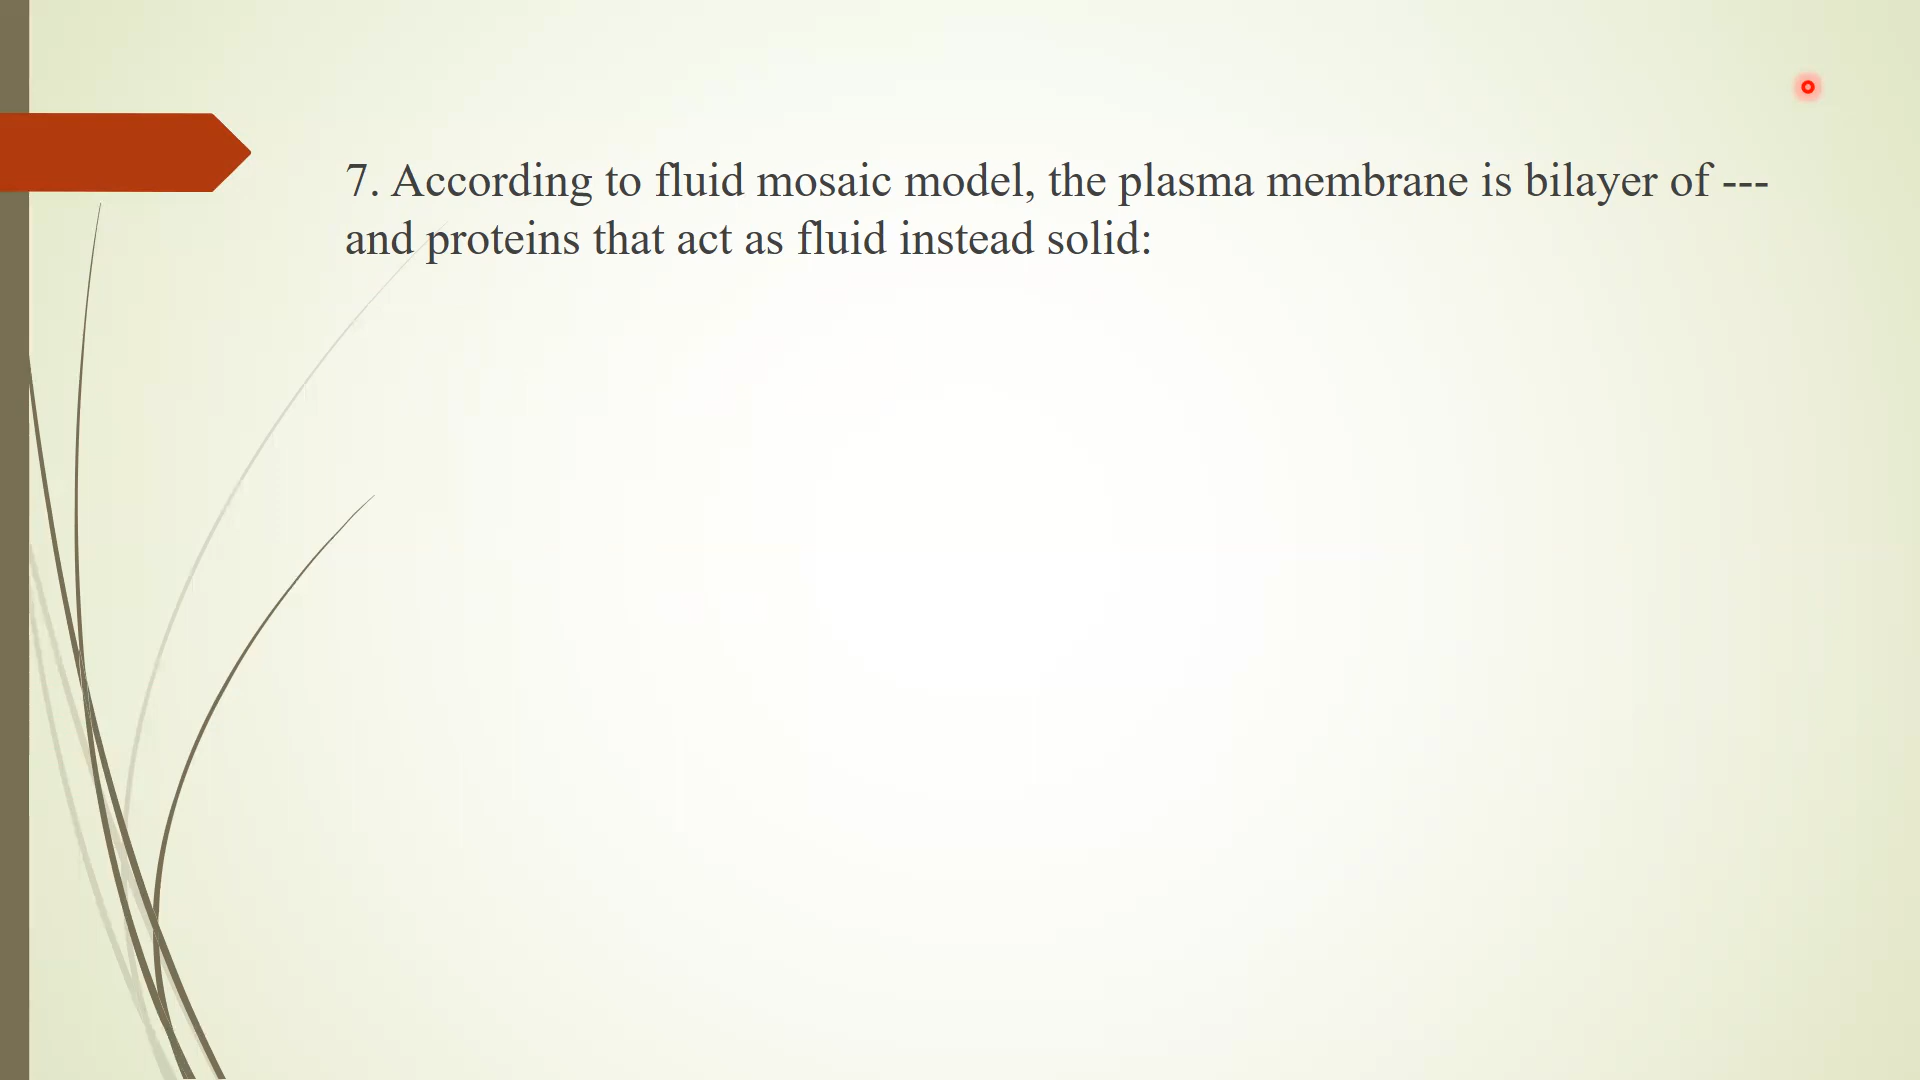 7. According to fluid mosaic model, the plasma membrane is bilayer of ---
and proteins that act as fluid instead solid: